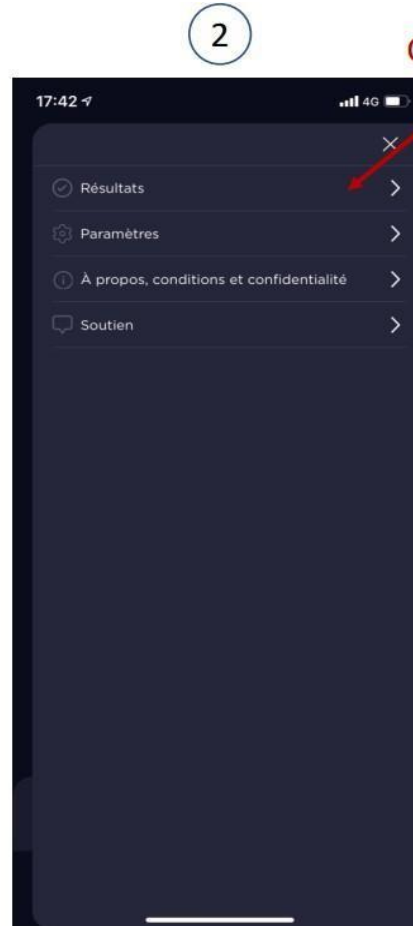 2
17:42
4G
Résultats
Paramètres
À propos, conditions et confidentialité
Soutien